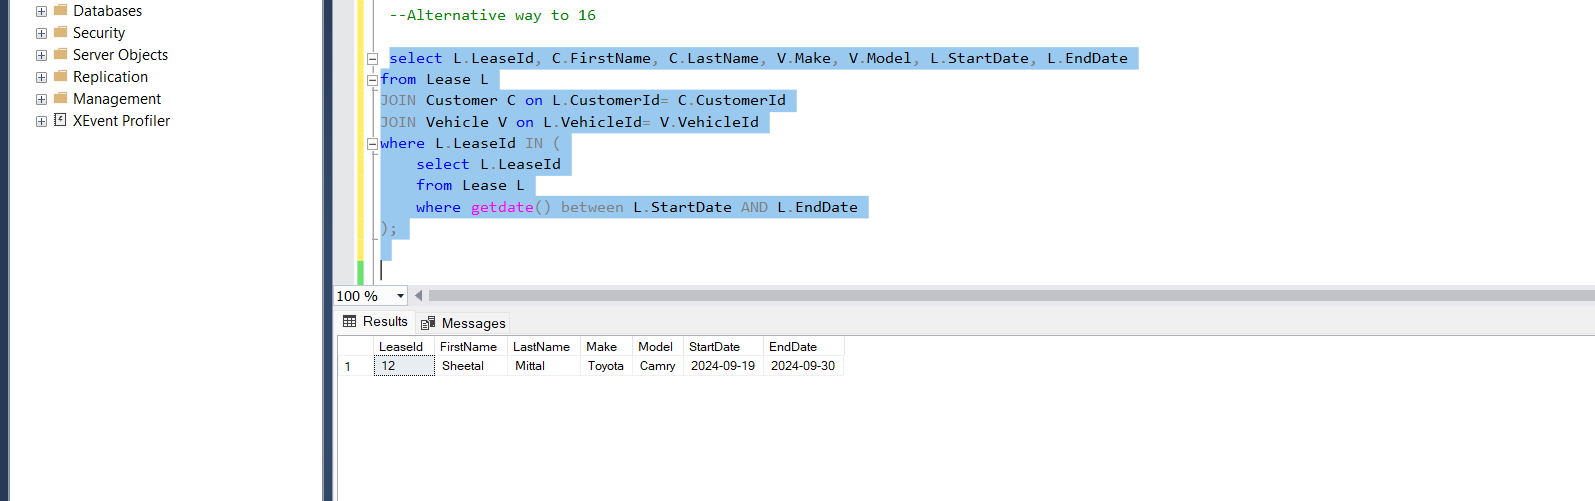 Databases
Security
Server Objects
Replication
Management
XEvent Profiler
--Alternative way to 16
select L.LeaseId, C.FirstName, C.LastName, V.Make, V.Model, L.StartDate, L.EndDate
from Lease L
JOIN Customer C on L.CustomerId= C.CustomerId
JOIN Vehicle V on L.VehicleId= V.VehicleId
where L.LeaseId IN (
select L.LeaseId
from Lease L
where getdate() between L.StartDate AND L.EndDate
);
100 %
Results Messages
LeaseId FirstName LastName Make Model StartDate EndDate
1 12 Sheetal Mittal Toyota Camry 2024-09-19 2024-09-30